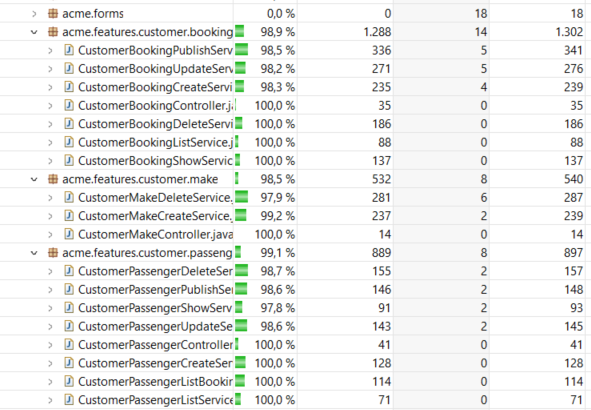 acme.forms 0,0 % 0 18 18
acme.features.customer.booking 98,9 % 1.288 14 1.302
CustomerBookingPublishServ 98,5 % 336 5 341
CustomerBookingUpdateServ 98,2 % 271 5 276
CustomerBookingCreateServi 98,3 % 235 4 239
CustomerBookingController.ja 100,0 % 35 0 35
CustomerBookingDeleteServi 100,0 % 186 0 186
CustomerBookingListService.j 100,0 % 88 0 88
CustomerBookingShowServic 100,0 % 137 0 137
acme.features.customer.make 98,5 % 532 8 540
CustomerMakeDeleteService. 97,9 % 281 6 287
CustomerMakeCreateService. 99,2 % 237 2 239
CustomerMakeController.java 100,0 % 14 0 14
acme.features.customer.passeng 99,1 % 889 8 897
CustomerPassengerDeleteSer 98,7 % 155 2 157
CustomerPassengerPublishSer 98,6 % 146 2 148
CustomerPassengerShowServ 97,8 % 91 2 93
CustomerPassengerUpdateSe 98,6 % 143 2 145
CustomerPassengerController 100,0 % 41 0 41
CustomerPassengerCreateSer 100,0 % 128 0 128
CustomerPassengerListBookin 100,0 % 114 0 114
CustomerPassengerListService 100,0 % 71 0 71